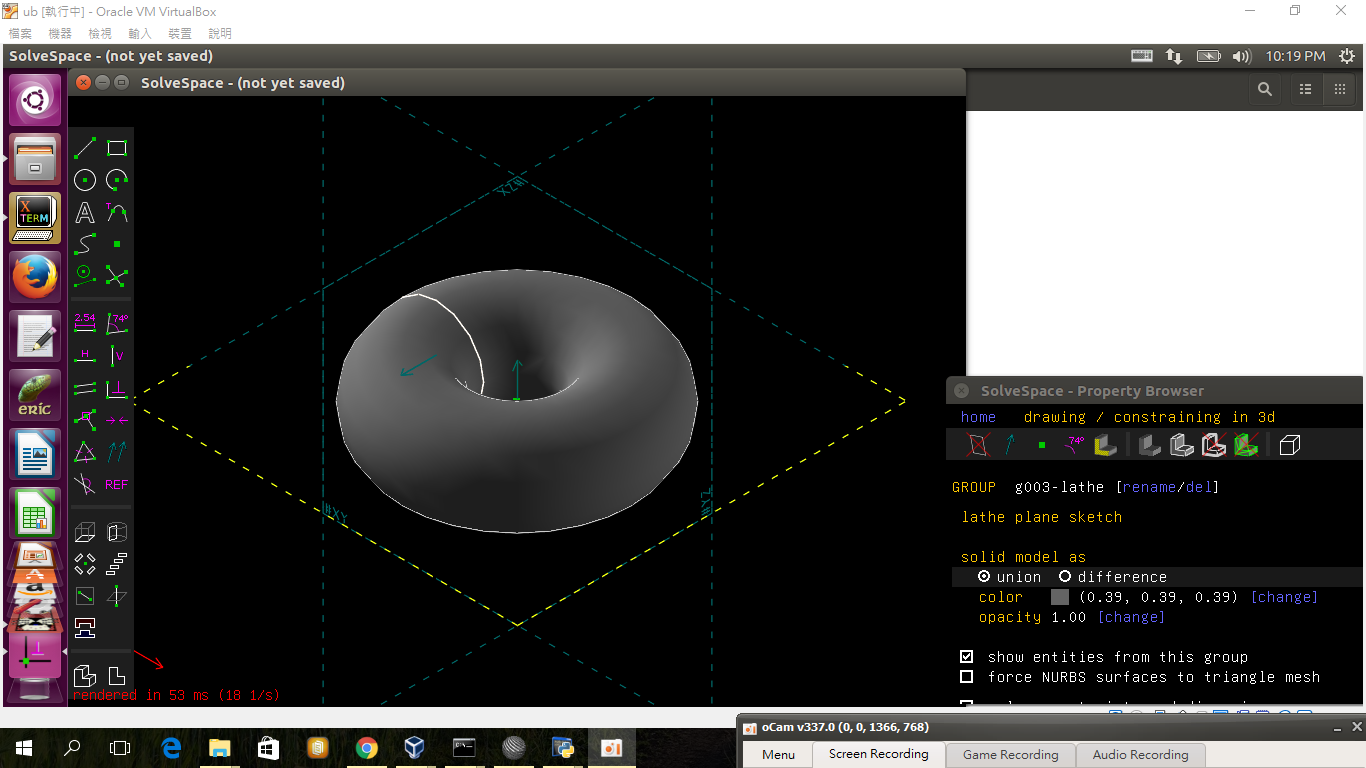 ub [執行中] - Oracle VM VirtualBox
檔案 機器 檢視 輸入 裝置 說明
SolveSpace - (not yet saved)
10:19 PM
SolveSpace - (not yet saved)
#XZ
A
T
X
TERM
2.54
74°
H
V
eric
REF
#XY
#YZ
SolveSpace - Property Browser
home drawing / constraining in 3d
74°
GROUP g003-lathe [rename/del]
lathe plane sketch
solid model as
union difference
color (0.39, 0.39, 0.39) [change]
opacity 1.00 [change]
show entities from this group
force NURBS surfaces to triangle mesh
rendered in 53 ms (18 1/s)
oCam v337.0 (0, 0, 1366, 768)
Menu Screen Recording Game Recording Audio Recording